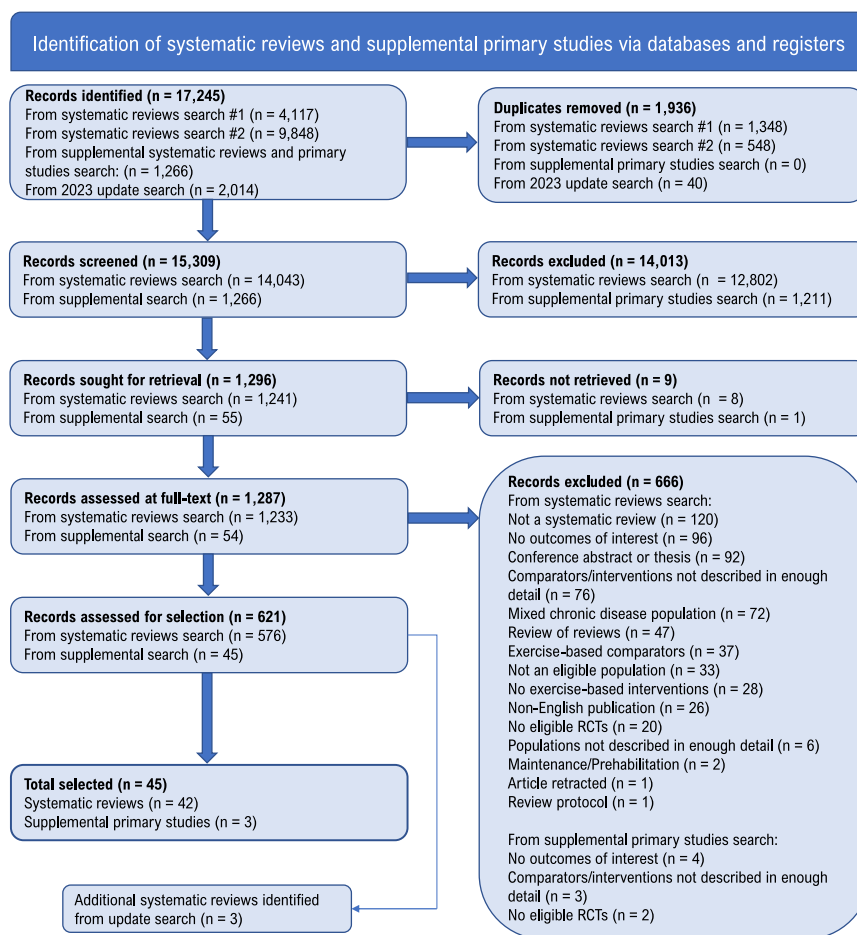 Identification of systematic reviews and supplemental primary studies via databases and registers
Records identified (n = 17,245)
From systematic reviews search #1 (n = 4,117)
From systematic reviews search #2 (n = 9,848)
From supplemental systematic reviews and primary
studies search: (n = 1,266)
From 2023 update search (n = 2,014)
Duplicates removed (n = 1,936)
From systematic reviews search #1 (n = 1,348)
From systematic reviews search #2 (n = 548)
From supplemental primary studies search (n = 0)
From 2023 update search (n = 40)
Records screened (n = 15,309)
From systematic reviews search (n = 14,043)
From supplemental search (n = 1,266)
Records excluded (n = 14,013)
From systematic reviews search (n = 12,802)
From supplemental primary studies search (n = 1,211)
Records sought for retrieval (n = 1,296)
From systematic reviews search (n = 1,241)
From supplemental search (n = 55)
Records not retrieved (n = 9)
From systematic reviews search (n = 8)
From supplemental primary studies search (n = 1)
Records assessed at full-text (n = 1,287)
From systematic reviews search (n = 1,233)
From supplemental search (n = 54)
Records excluded (n = 666)
From systematic reviews search:
Not a systematic review (n = 120)
No outcomes of interest (n = 96)
Conference abstract or thesis (n = 92)
Comparators/interventions not described in enough
detail (n = 76)
Mixed chronic disease population (n = 72)
Review of reviews (n = 47)
Exercise-based comparators (n = 37)
Not an eligible population (n = 33)
No exercise-based interventions (n = 28)
Non-English publication (n = 26)
No eligible RCTs (n = 20)
Populations not described in enough detail (n = 6)
Maintenance/Prehabilitation (n = 2)
Article retracted (n = 1)
Review protocol (n = 1)
From supplemental primary studies search:
No outcomes of interest (n = 4)
Comparators/interventions not described in enough
detail (n = 3)
No eligible RCTs (n = 2)
Records assessed for selection (n = 621)
From systematic reviews search (n = 576)
From supplemental search (n = 45)
Total selected (n = 45)
Systematic reviews (n = 42)
Supplemental primary studies (n = 3)
Additional systematic reviews identified
from update search (n = 3)